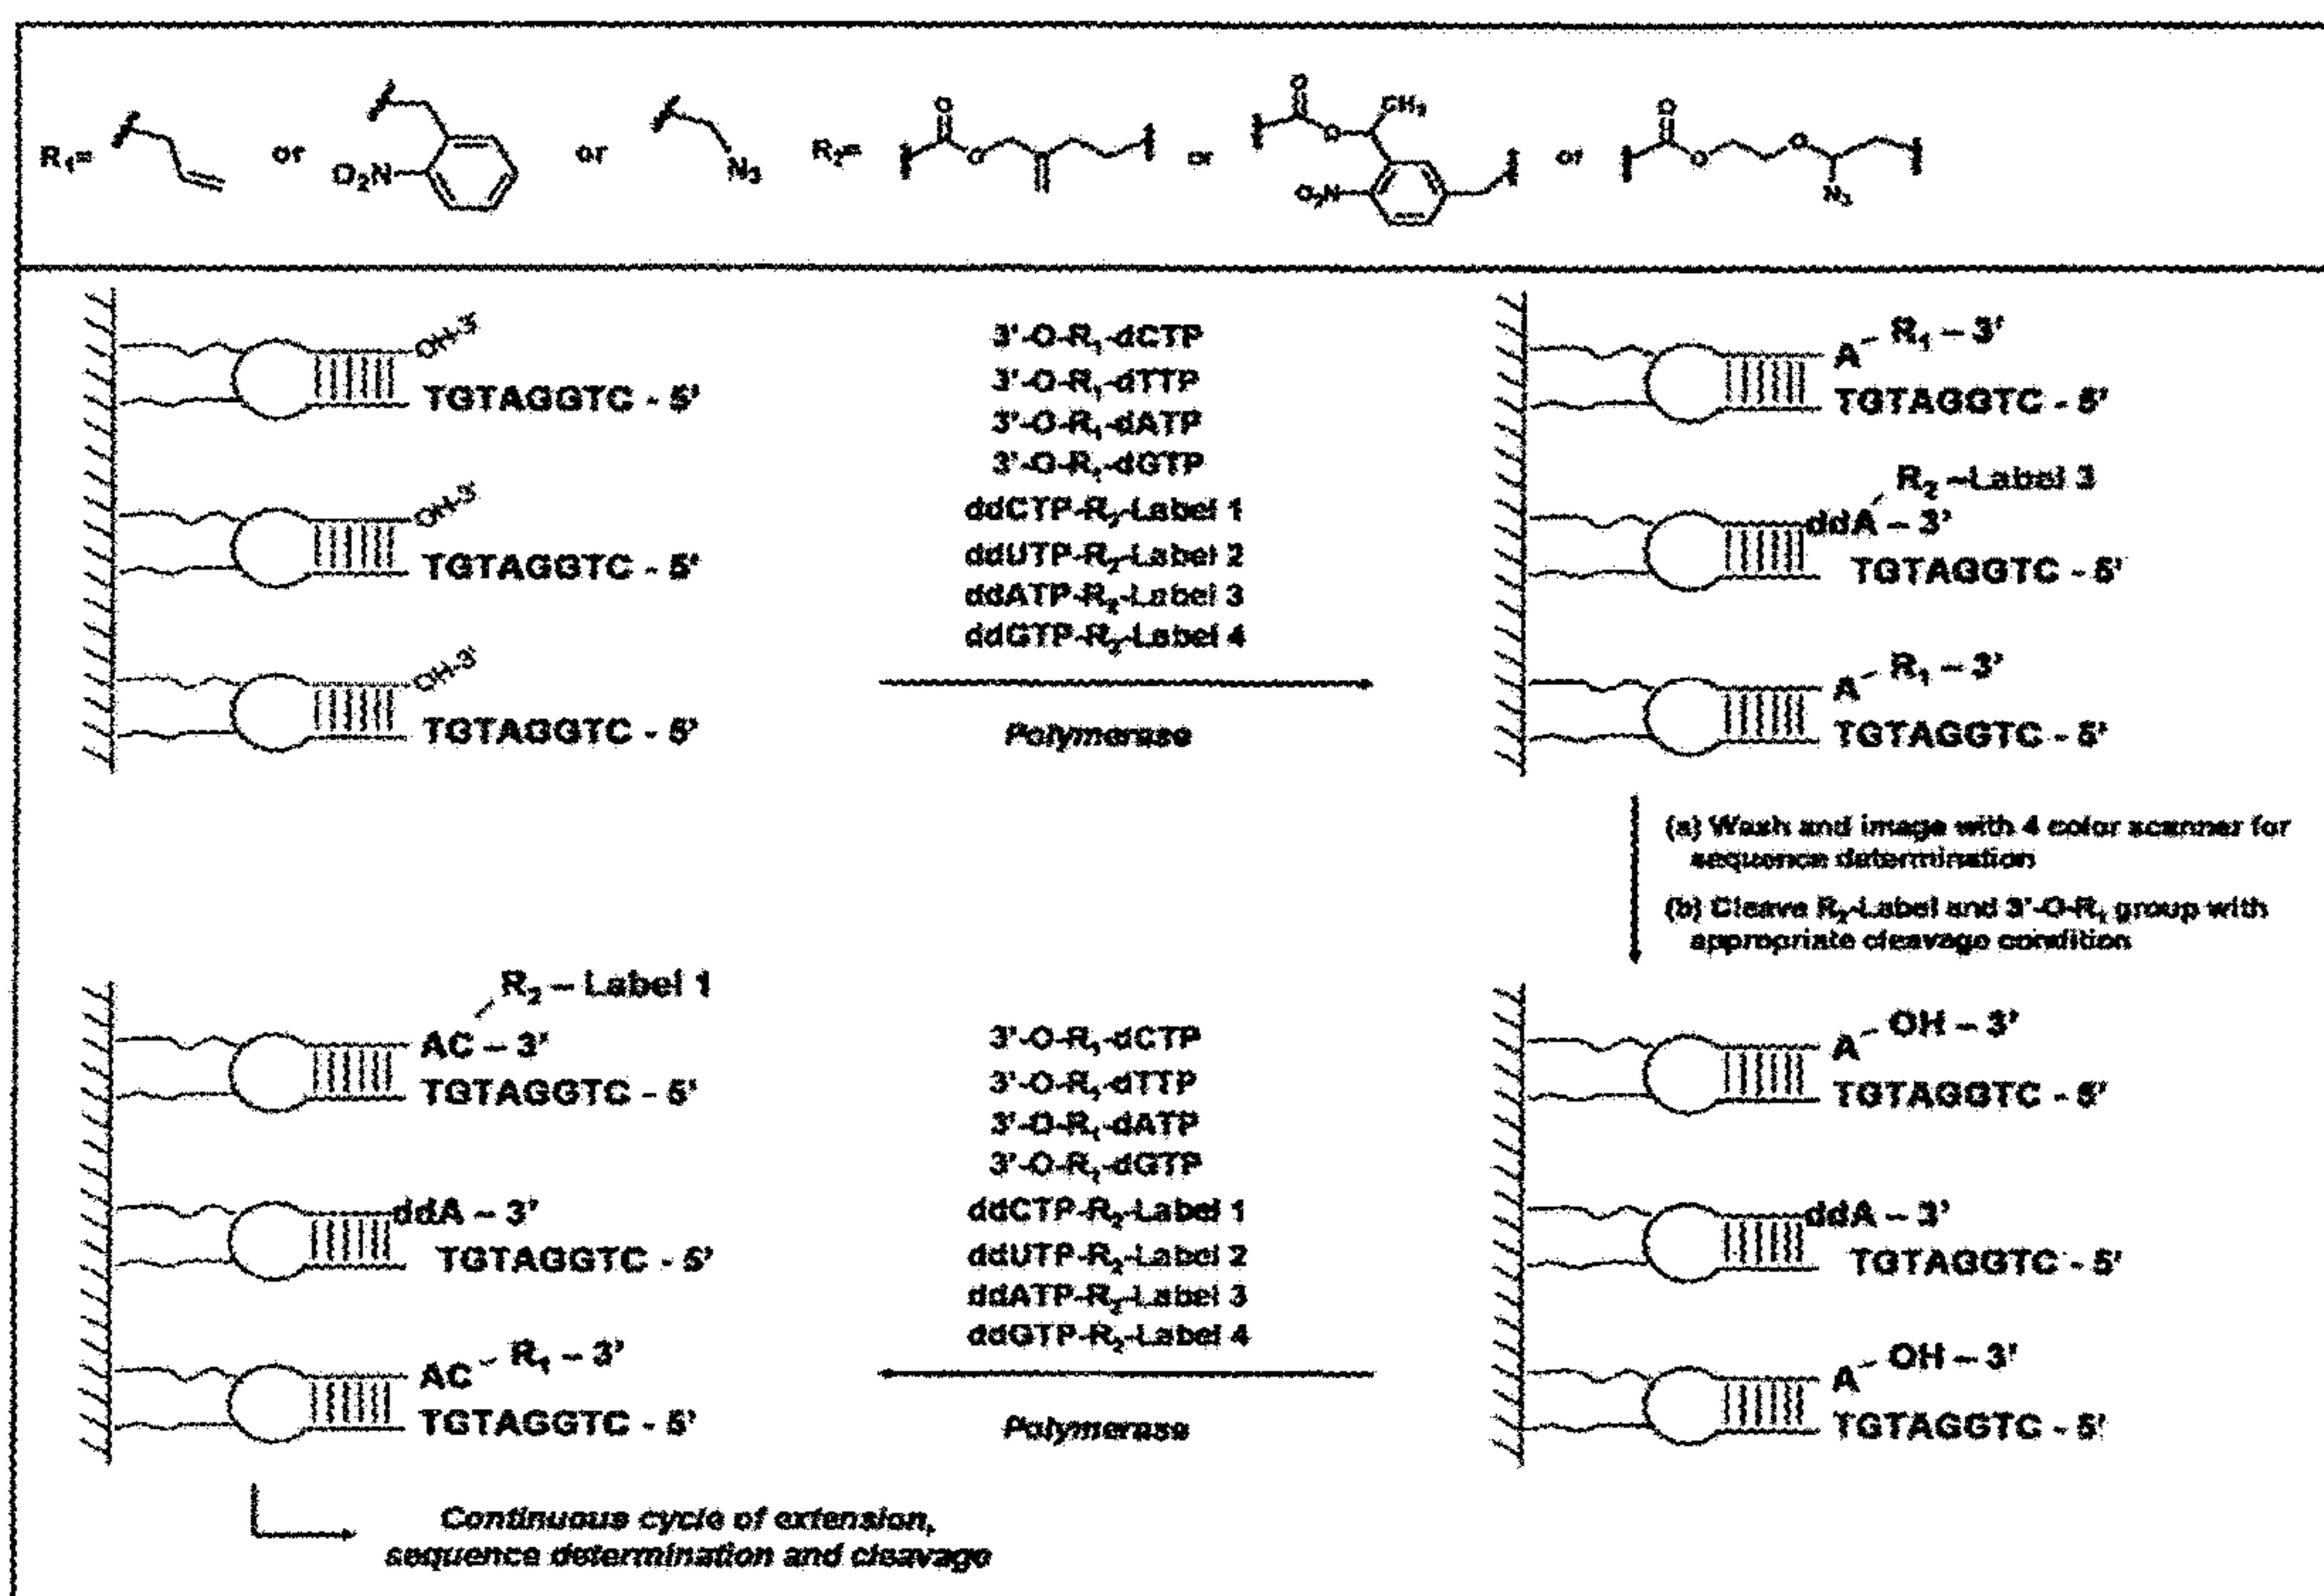 R1= or O2N or N3 R2= O O or O O CH3 O2N or O O O N3
OH-3'
TGTAGGTC - 5'
OH-3'
TGTAGGTC - 5'
OH-3'
TGTAGGTC - 5'
3'-O-R1-dCTP
3'-O-R1-dTTP
3'-O-R1-dATP
3'-O-R1-dGTP
ddCTP-R2-Label 1
ddUTP-R2-Label 2
ddATP-R2-Label 3
ddGTP-R2-Label 4
Polymerase
A R1 – 3'
TGTAGGTC - 5'
R2 –Label 3
ddA – 3'
TGTAGGTC - 5'
A R1 – 3'
TGTAGGTC - 5'
(a) Wash and image with 4 color scanner for
sequence determination
(b) Cleave R2-Label and 3'-O-R1 group with
appropriate cleavage condition
R2 – Label 1
AC – 3'
TGTAGGTC - 5'
ddA – 3'
TGTAGGTC - 5'
AC R1 – 3'
TGTAGGTC - 5'
3'-O-R1-dCTP
3'-O-R1-dTTP
3'-O-R1-dATP
3'-O-R1-dGTP
ddCTP-R2-Label 1
ddUTP-R2-Label 2
ddATP-R2-Label 3
ddGTP-R2-Label 4
Polymerase
A OH – 3'
TGTAGGTC - 5'
ddA – 3'
TGTAGGTC - 5'
A OH – 3'
TGTAGGTC - 5'
Continuous cycle of extension,
sequence determination and cleavage